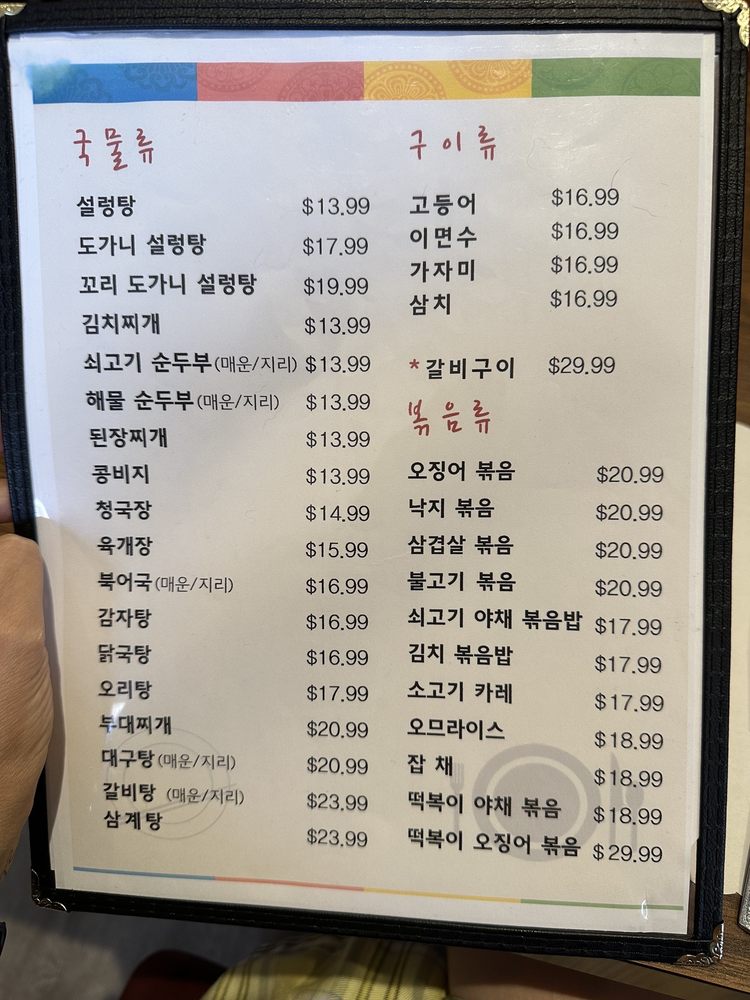 국물류
설렁탕 $13.99
도가니 설렁탕 $17.99
꼬리 도가니 설렁탕 $19.99
김치찌개 $13.99
쇠고기 순두부(매운/지리) $13.99
해물 순두부(매운/지리) $13.99
된장찌개 $13.99
콩비지 $13.99
청국장 $14.99
육개장 $15.99
북어국(매운/지리) $16.99
감자탕 $16.99
닭국탕 $16.99
오리탕 $17.99
부대찌개 $20.99
대구탕(매운/지리) $20.99
갈비탕 (매운/지리) $23.99
삼계탕 $23.99
구이류
고등어 $16.99
이면수 $16.99
가자미 $16.99
삼치 $16.99
*갈비구이 $29.99
볶음류
오징어 볶음 $20.99
낙지 볶음 $20.99
삼겹살 볶음 $20.99
불고기 볶음 $20.99
쇠고기 야채 볶음밥 $17.99
김치 볶음밥 $17.99
소고기 카레 $17.99
오므라이스 $18.99
잡 채 $18.99
떡복이 야채 볶음 $18.99
떡복이 오징어 볶음 $29.99